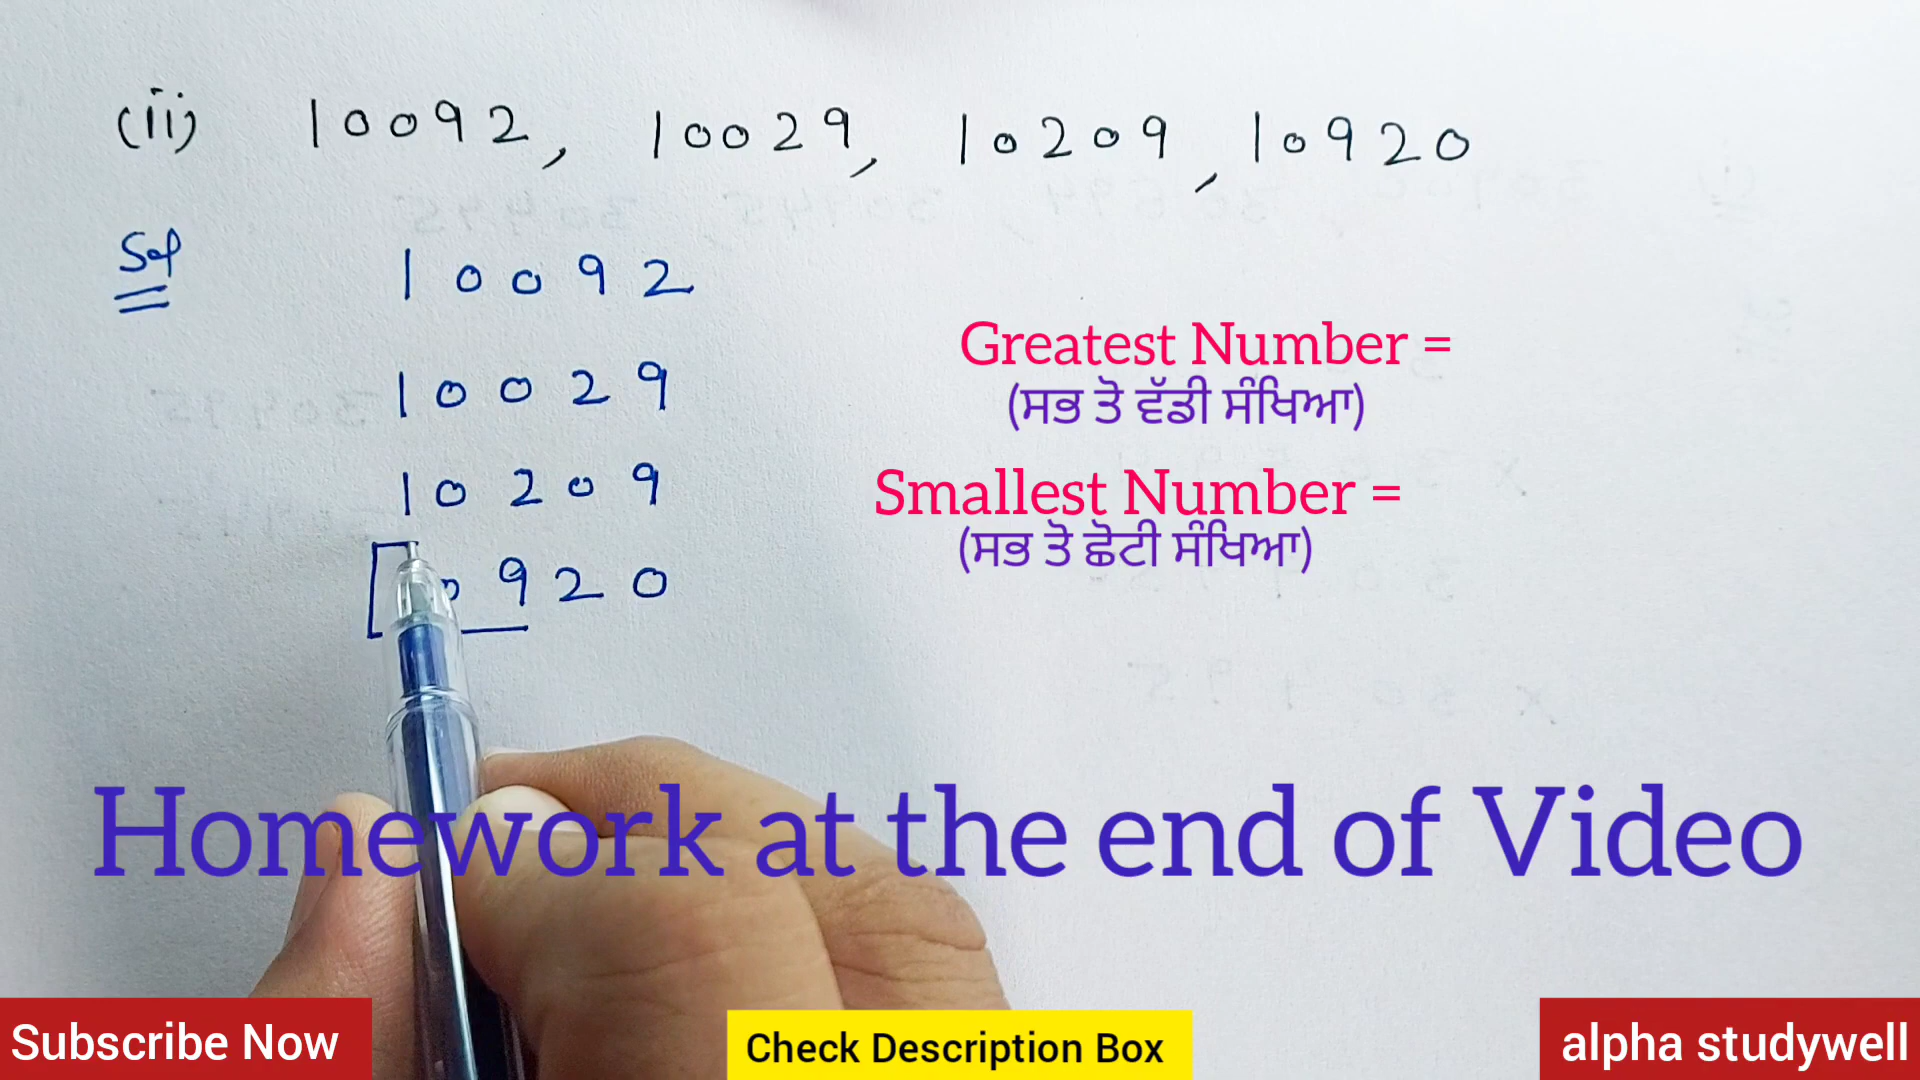 (ii) 10092, 10029, 10209, 10920
Sol
10092
10029
Greatest Number =
(ਸਭ ਤੋ ਵੱਡੀ ਸੰਖਿਆ)
10209
Smallest Number =
(ਸਭ ਤੋ ਛੋਟੀ ਸੰਖਿਆ)
0920
Homework at the end of Video
Subscribe Now
Check Description Box
alpha studywell